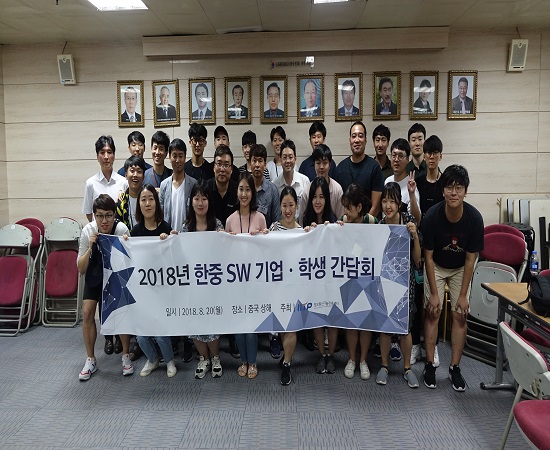 2018년 한중 SW 기업 · 학생 간담회
일시 | 2018. 8. 20(월) 장소 | 중국 상해 주최 |